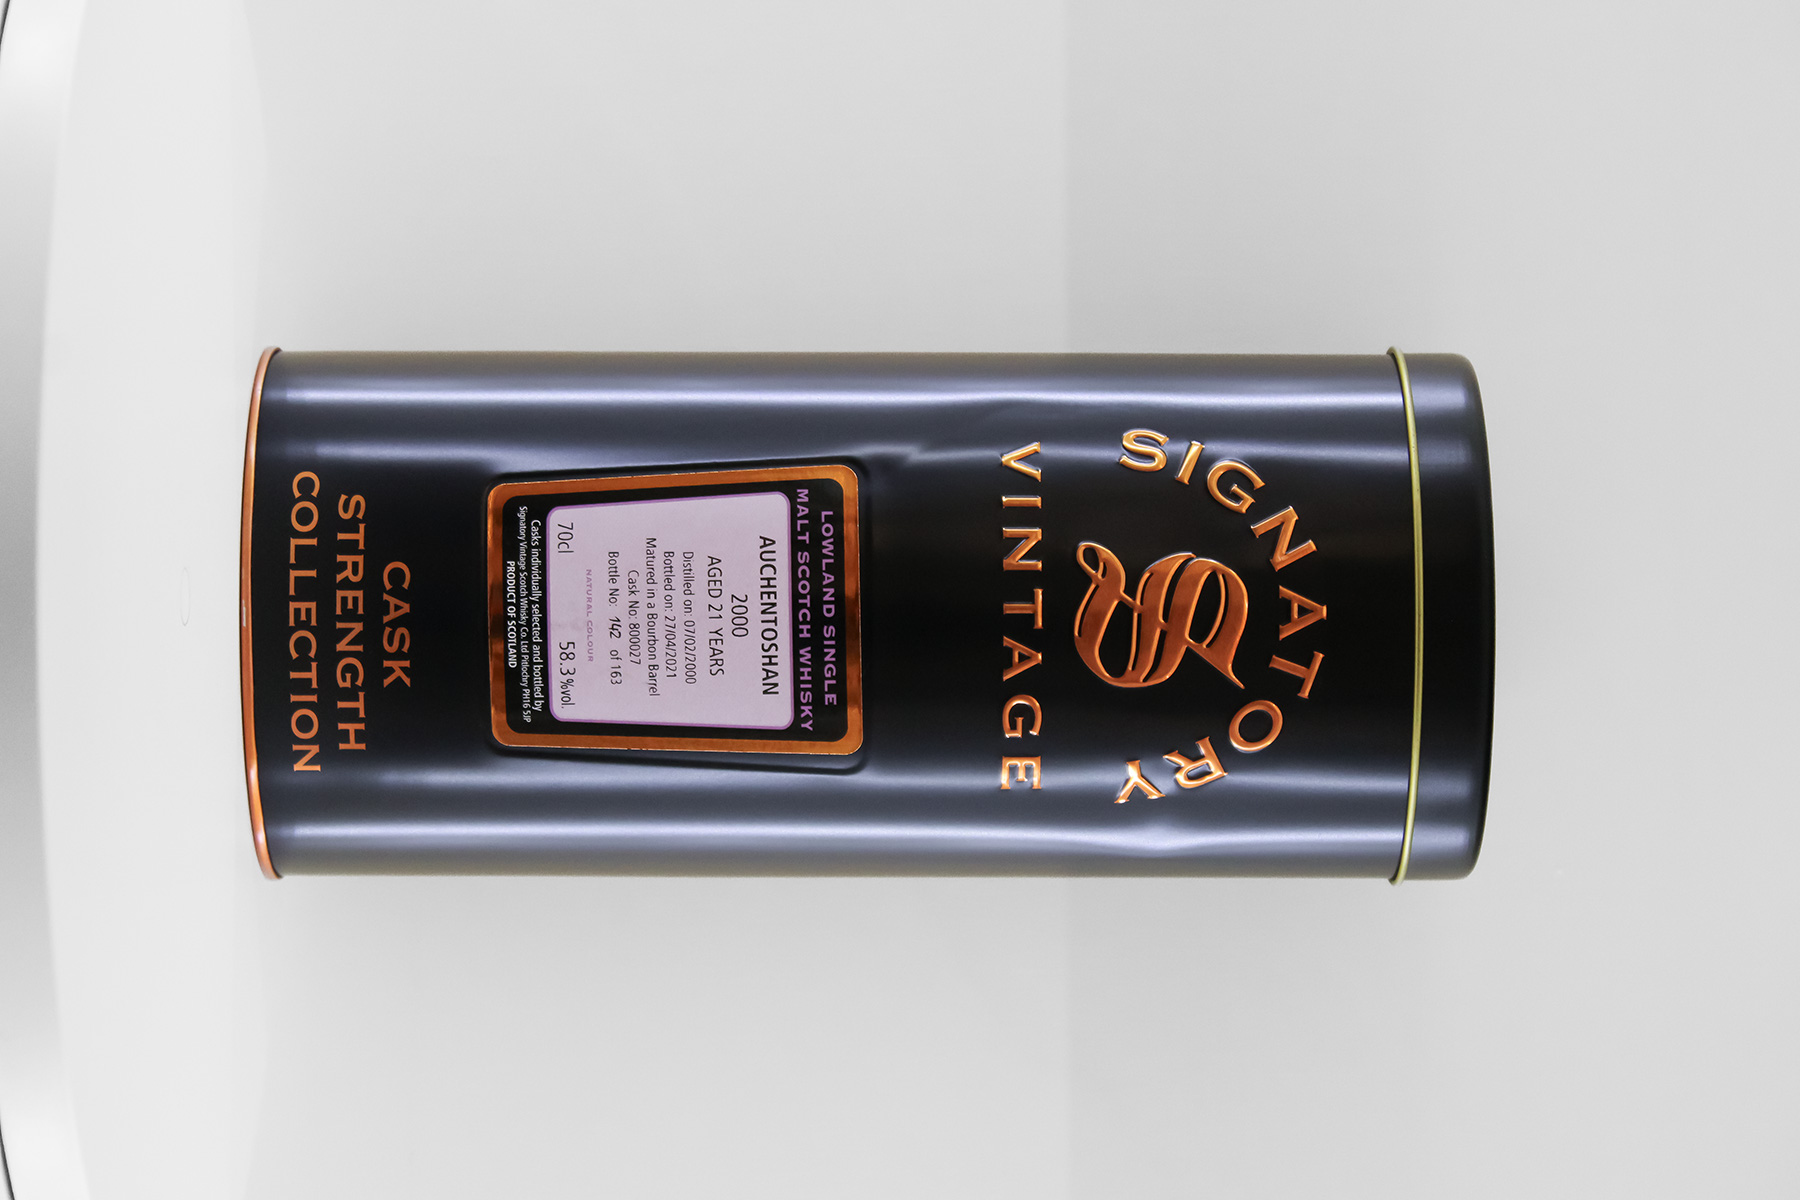 SIGNATORY
S
VINTAGE
LOWLAND SINGLE
MALT SCOTCH WHISKY
AUCHENTOSHAN
2000
AGED 21 YEARS
Distilled on: 07/02/2000
Bottled on: 27/04/2021
Matured in a Bourbon Barrel
Cask No: 800027
Bottle No: 142 of 163
NATURAL COLOUR
70cl 58.3 %vol.
Casks individually selected and bottled by
Signatory Vintage Scotch Whisky Co. Ltd Pitlochry PH16 5JP
PRODUCT OF SCOTLAND
CASK
STRENGTH
COLLECTION